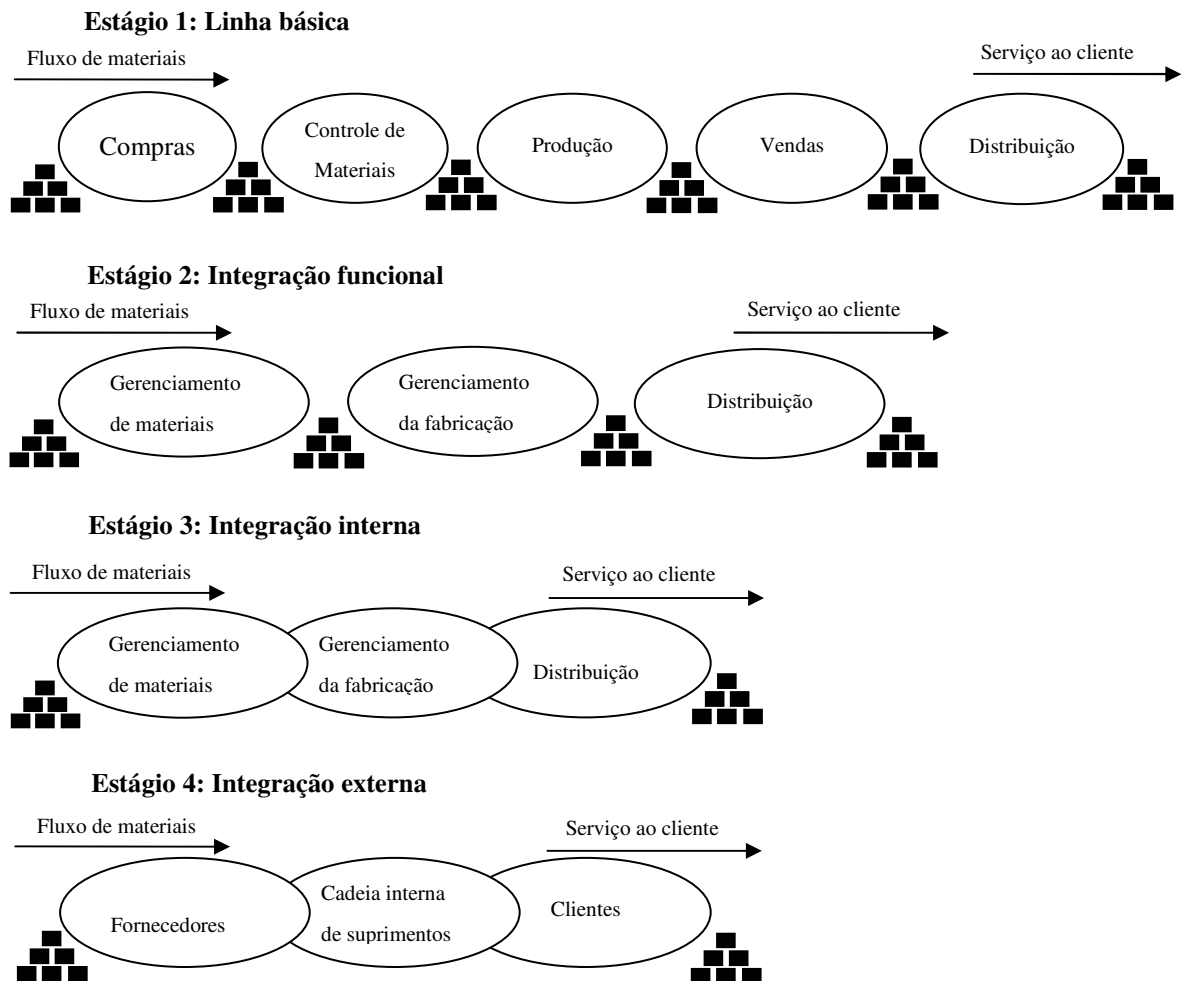 Estágio 1: Linha básica
Fluxo de materiais
Serviço ao cliente
Compras
Controle de
Materiais
Produção
Vendas
Distribuição
Estágio 2: Integração funcional
Fluxo de materiais
Serviço ao cliente
Gerenciamento
de materiais
Gerenciamento
da fabricação
Distribuição
Estágio 3: Integração interna
Fluxo de materiais
Serviço ao cliente
Gerenciamento
de materiais
Gerenciamento
da fabricação
Distribuição
Estágio 4: Integração externa
Fluxo de materiais
Serviço ao cliente
Fornecedores
Cadeia interna
de suprimentos
Clientes